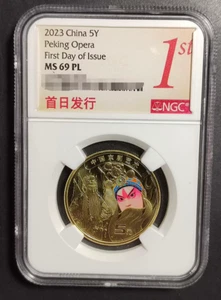 2023 China 5Y
Peking Opera
First Day of Issue
MS 69 PL
首日发行
1st
NGC